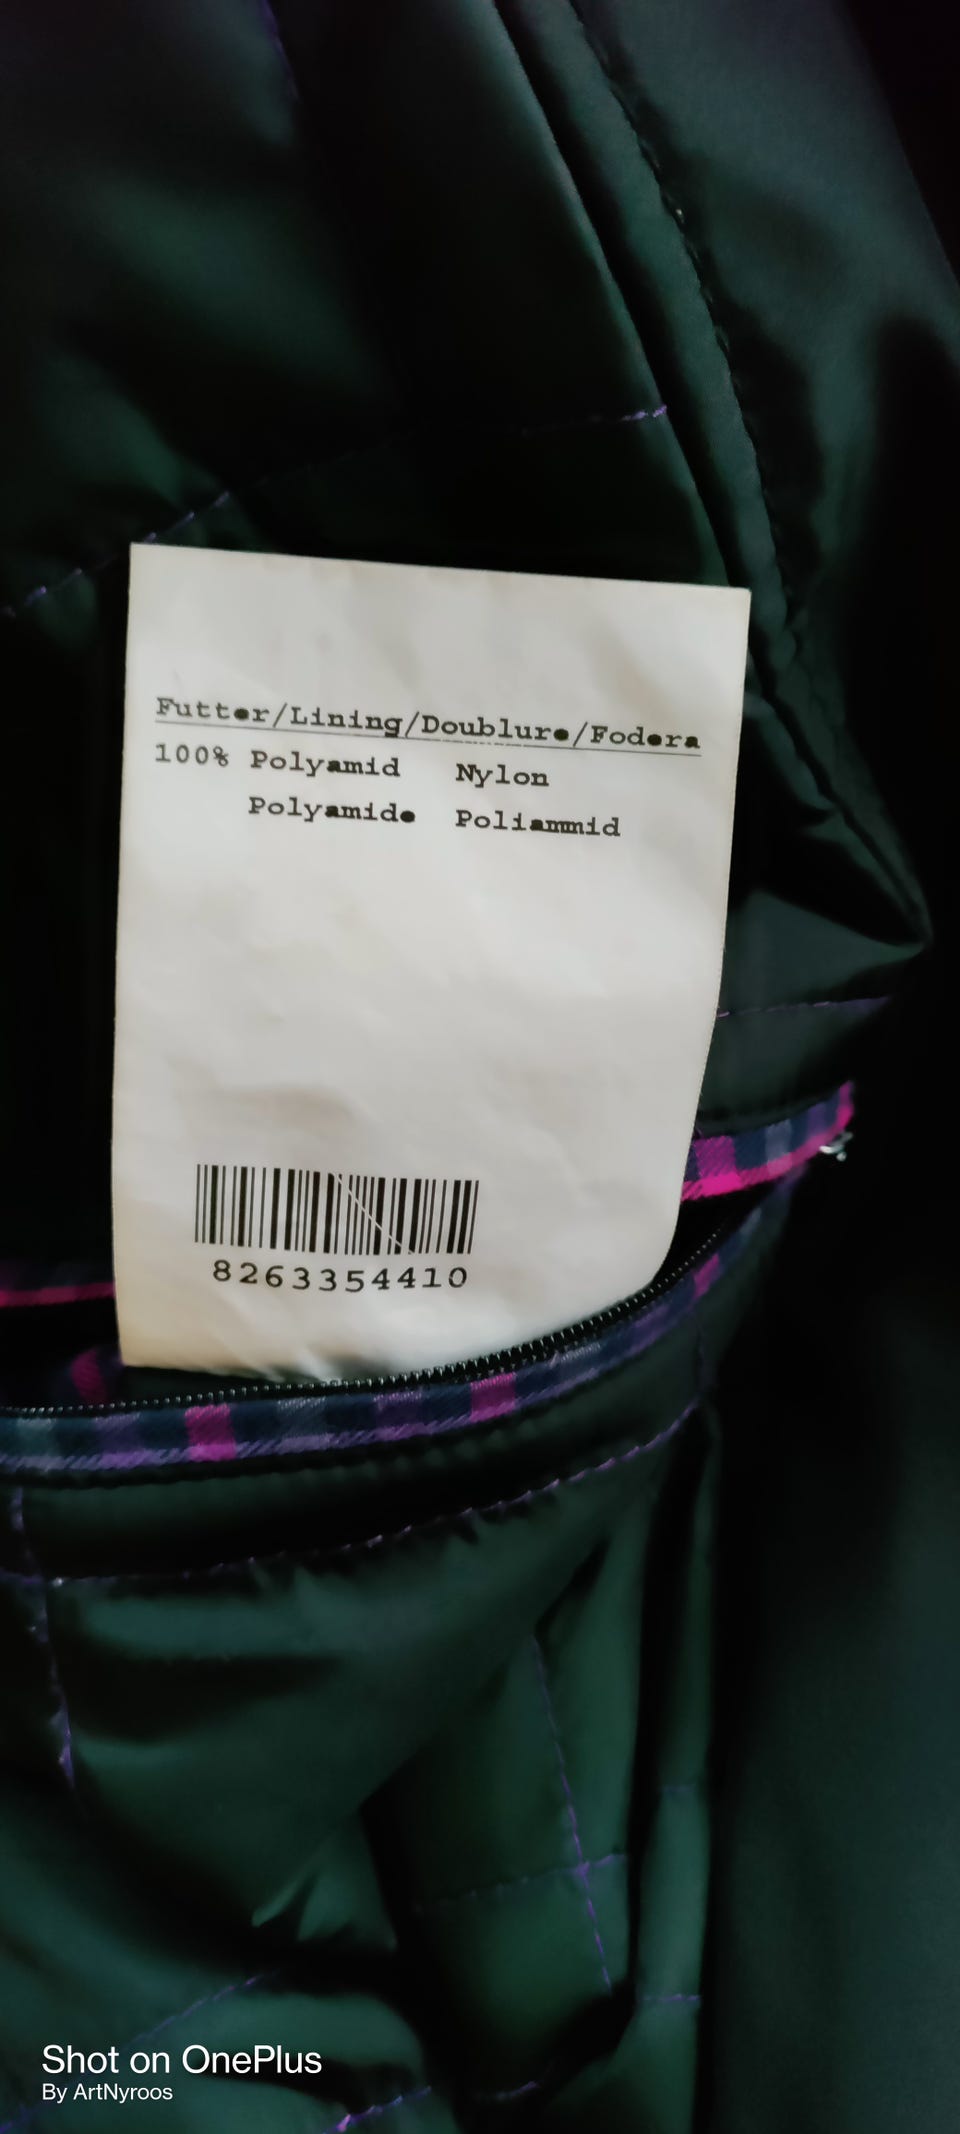 Futter/Lining/Doublure/Fodera
100% Polyamid Nylon
Polyamide Poliammid
8263354410
Shot on OnePlus
By ArtNyroos